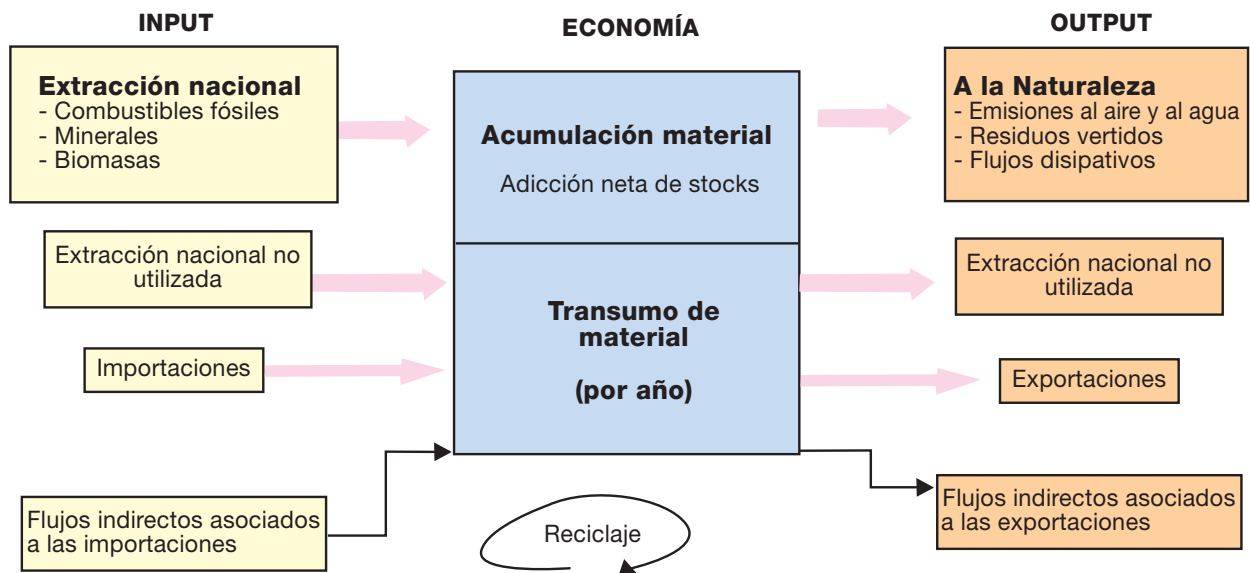 INPUT
ECONOMÍA
OUTPUT
Extracción nacional
- Combustibles fósiles
- Minerales
- Biomasas
Extracción nacional no
utilizada
Importaciones
Flujos indirectos asociados
a las importaciones
Acumulación material
Adicción neta de stocks
Transumo de
material
(por año)
Reciclaje
A la Naturaleza
- Emisiones al aire y al agua
- Residuos vertidos
- Flujos disipativos
Extracción nacional no
utilizada
Exportaciones
Flujos indirectos asociados
a las exportaciones